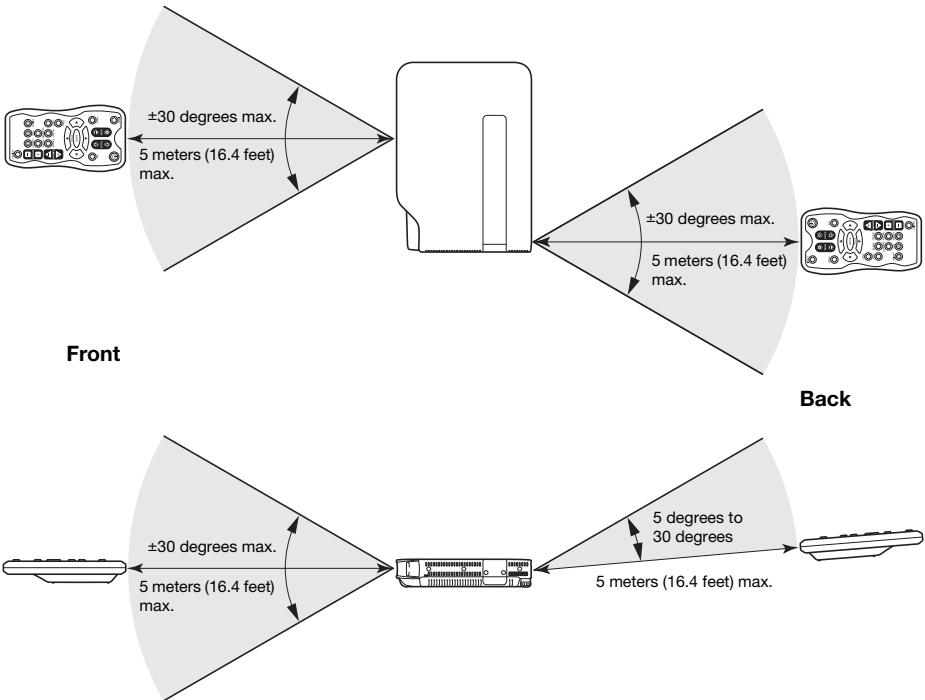 ±30 degrees max.
5 meters (16.4 feet)
max.
±30 degrees max.
5 meters (16.4 feet)
max.
Front
Back
±30 degrees max.
5 meters (16.4 feet)
max.
5 degrees to
30 degrees
5 meters (16.4 feet) max.